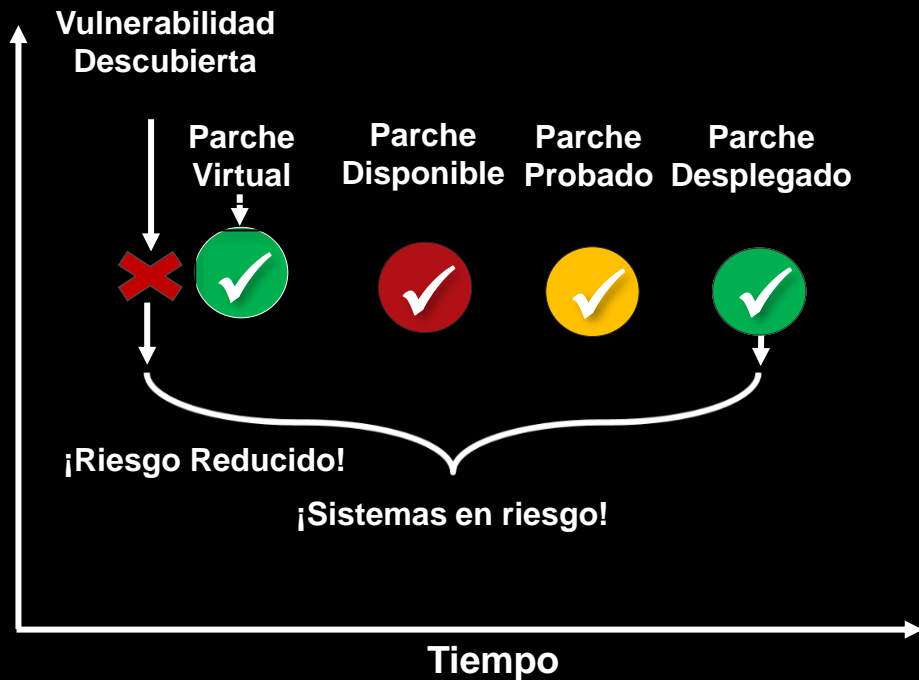 Vulnerabilidad
Descubierta
Parche
Virtual
Parche
Disponible
Parche
Probado
Parche
Desplegado
¡Riesgo Reducido!
¡Sistemas en riesgo!
Tiempo